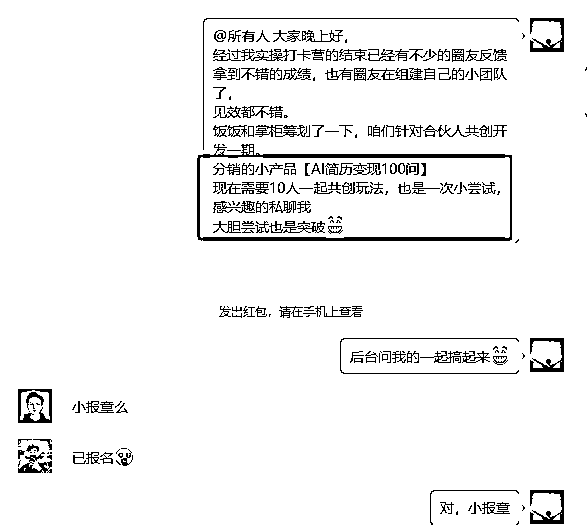 @所有人 大家晚上好,
经过我实操打卡营的结束已经有不少的圈友反馈
拿到不错的成绩，也有圈友在组建自己的小团队
了，
见效都不错。
饭饭和掌柜筹划了一下，咱们针对合伙人共创开
发一期。
分销的小产品【AI简历变现100问】
现在需要10人一起共创玩法，也是一次小尝试，
感兴趣的私聊我
大胆尝试也是突破😄
发出红包，请在手机上查看
后台问我的一起搞起来😄
小报童么
已报名
对，小报童